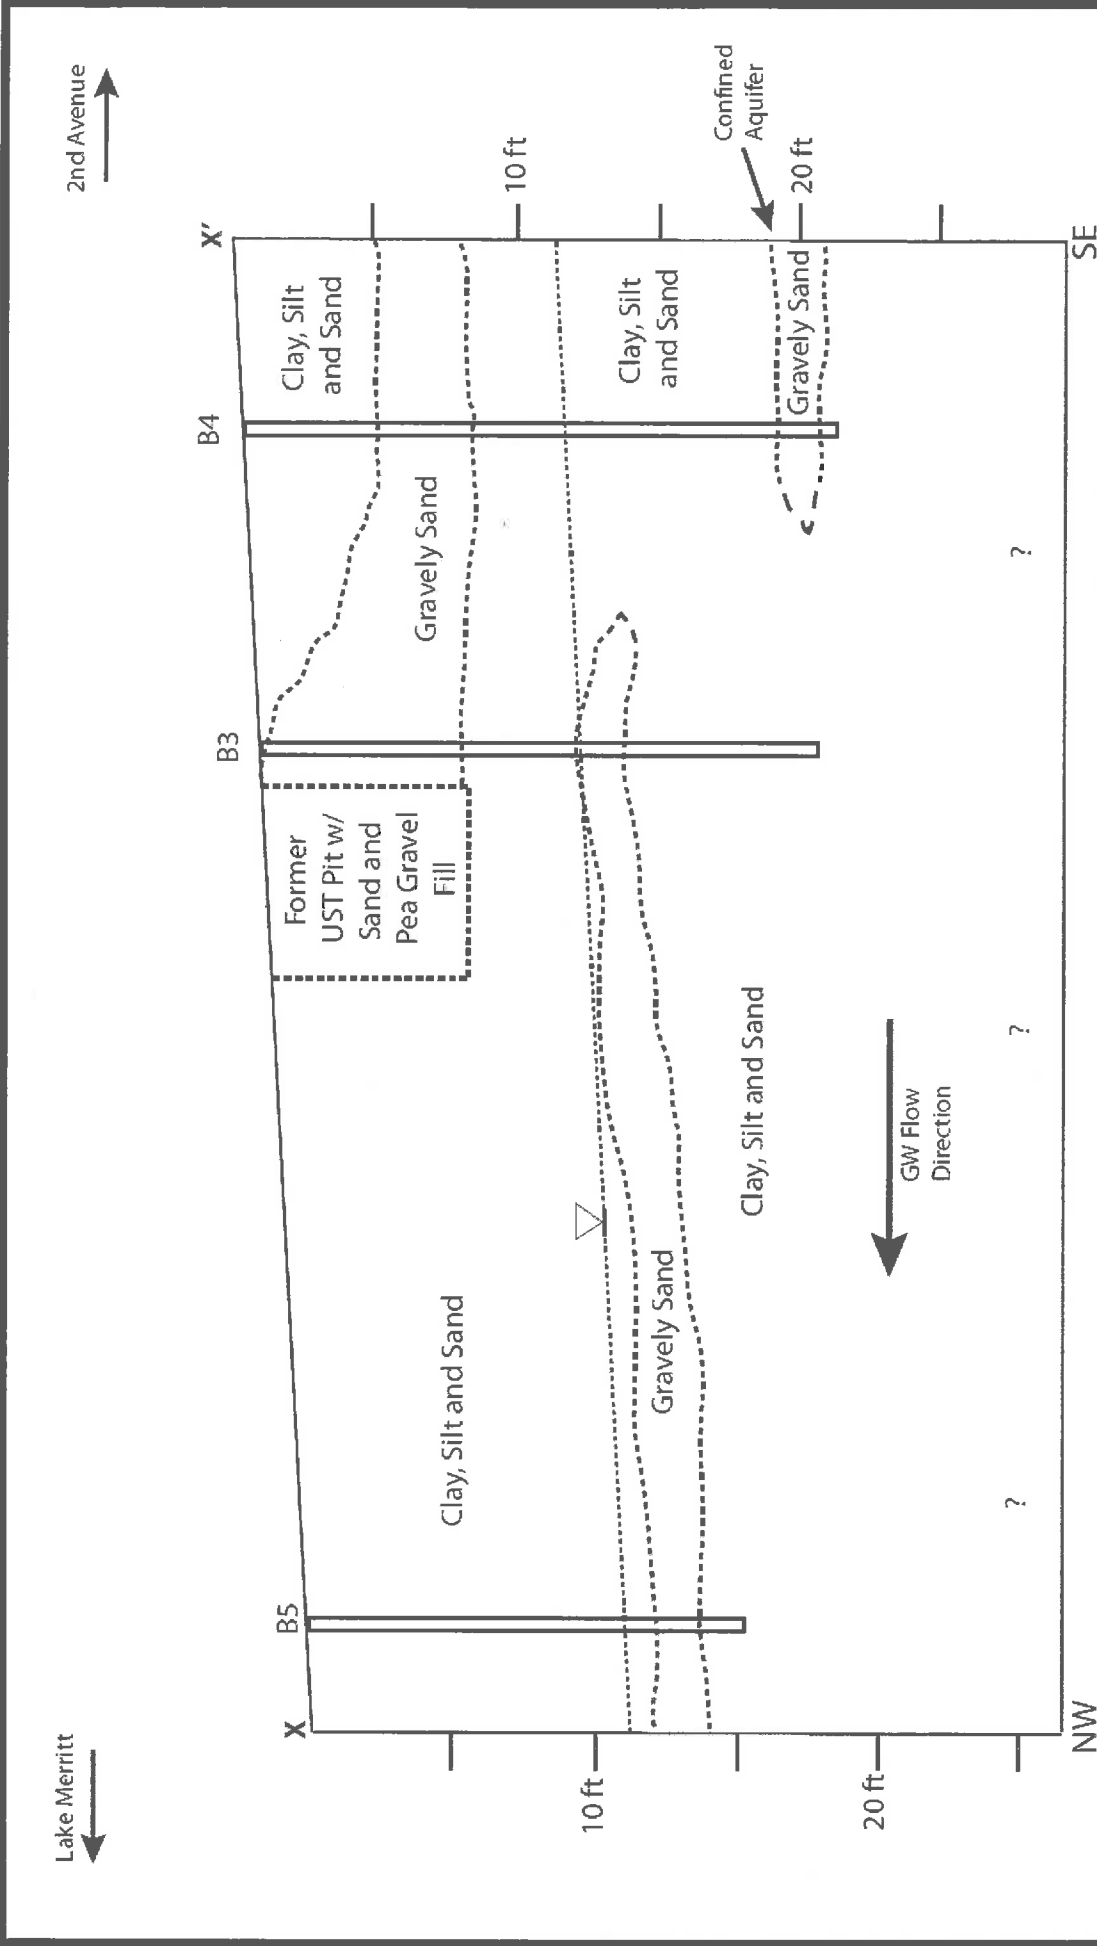 Lake Merritt
2nd Avenue
X
B5
B3
B4
X'
Former
UST Pit w/
Sand and
Pea Gravel
Fill
Clay, Silt
and Sand
Gravely Sand
Clay, Silt and Sand
10 ft
10 ft
Clay, Silt
and Sand
Gravely Sand
Confined
Aquifer
Clay, Silt and Sand
Gravely Sand
20 ft
20 ft
GW Flow
Direction
?
?
?
NW
SE